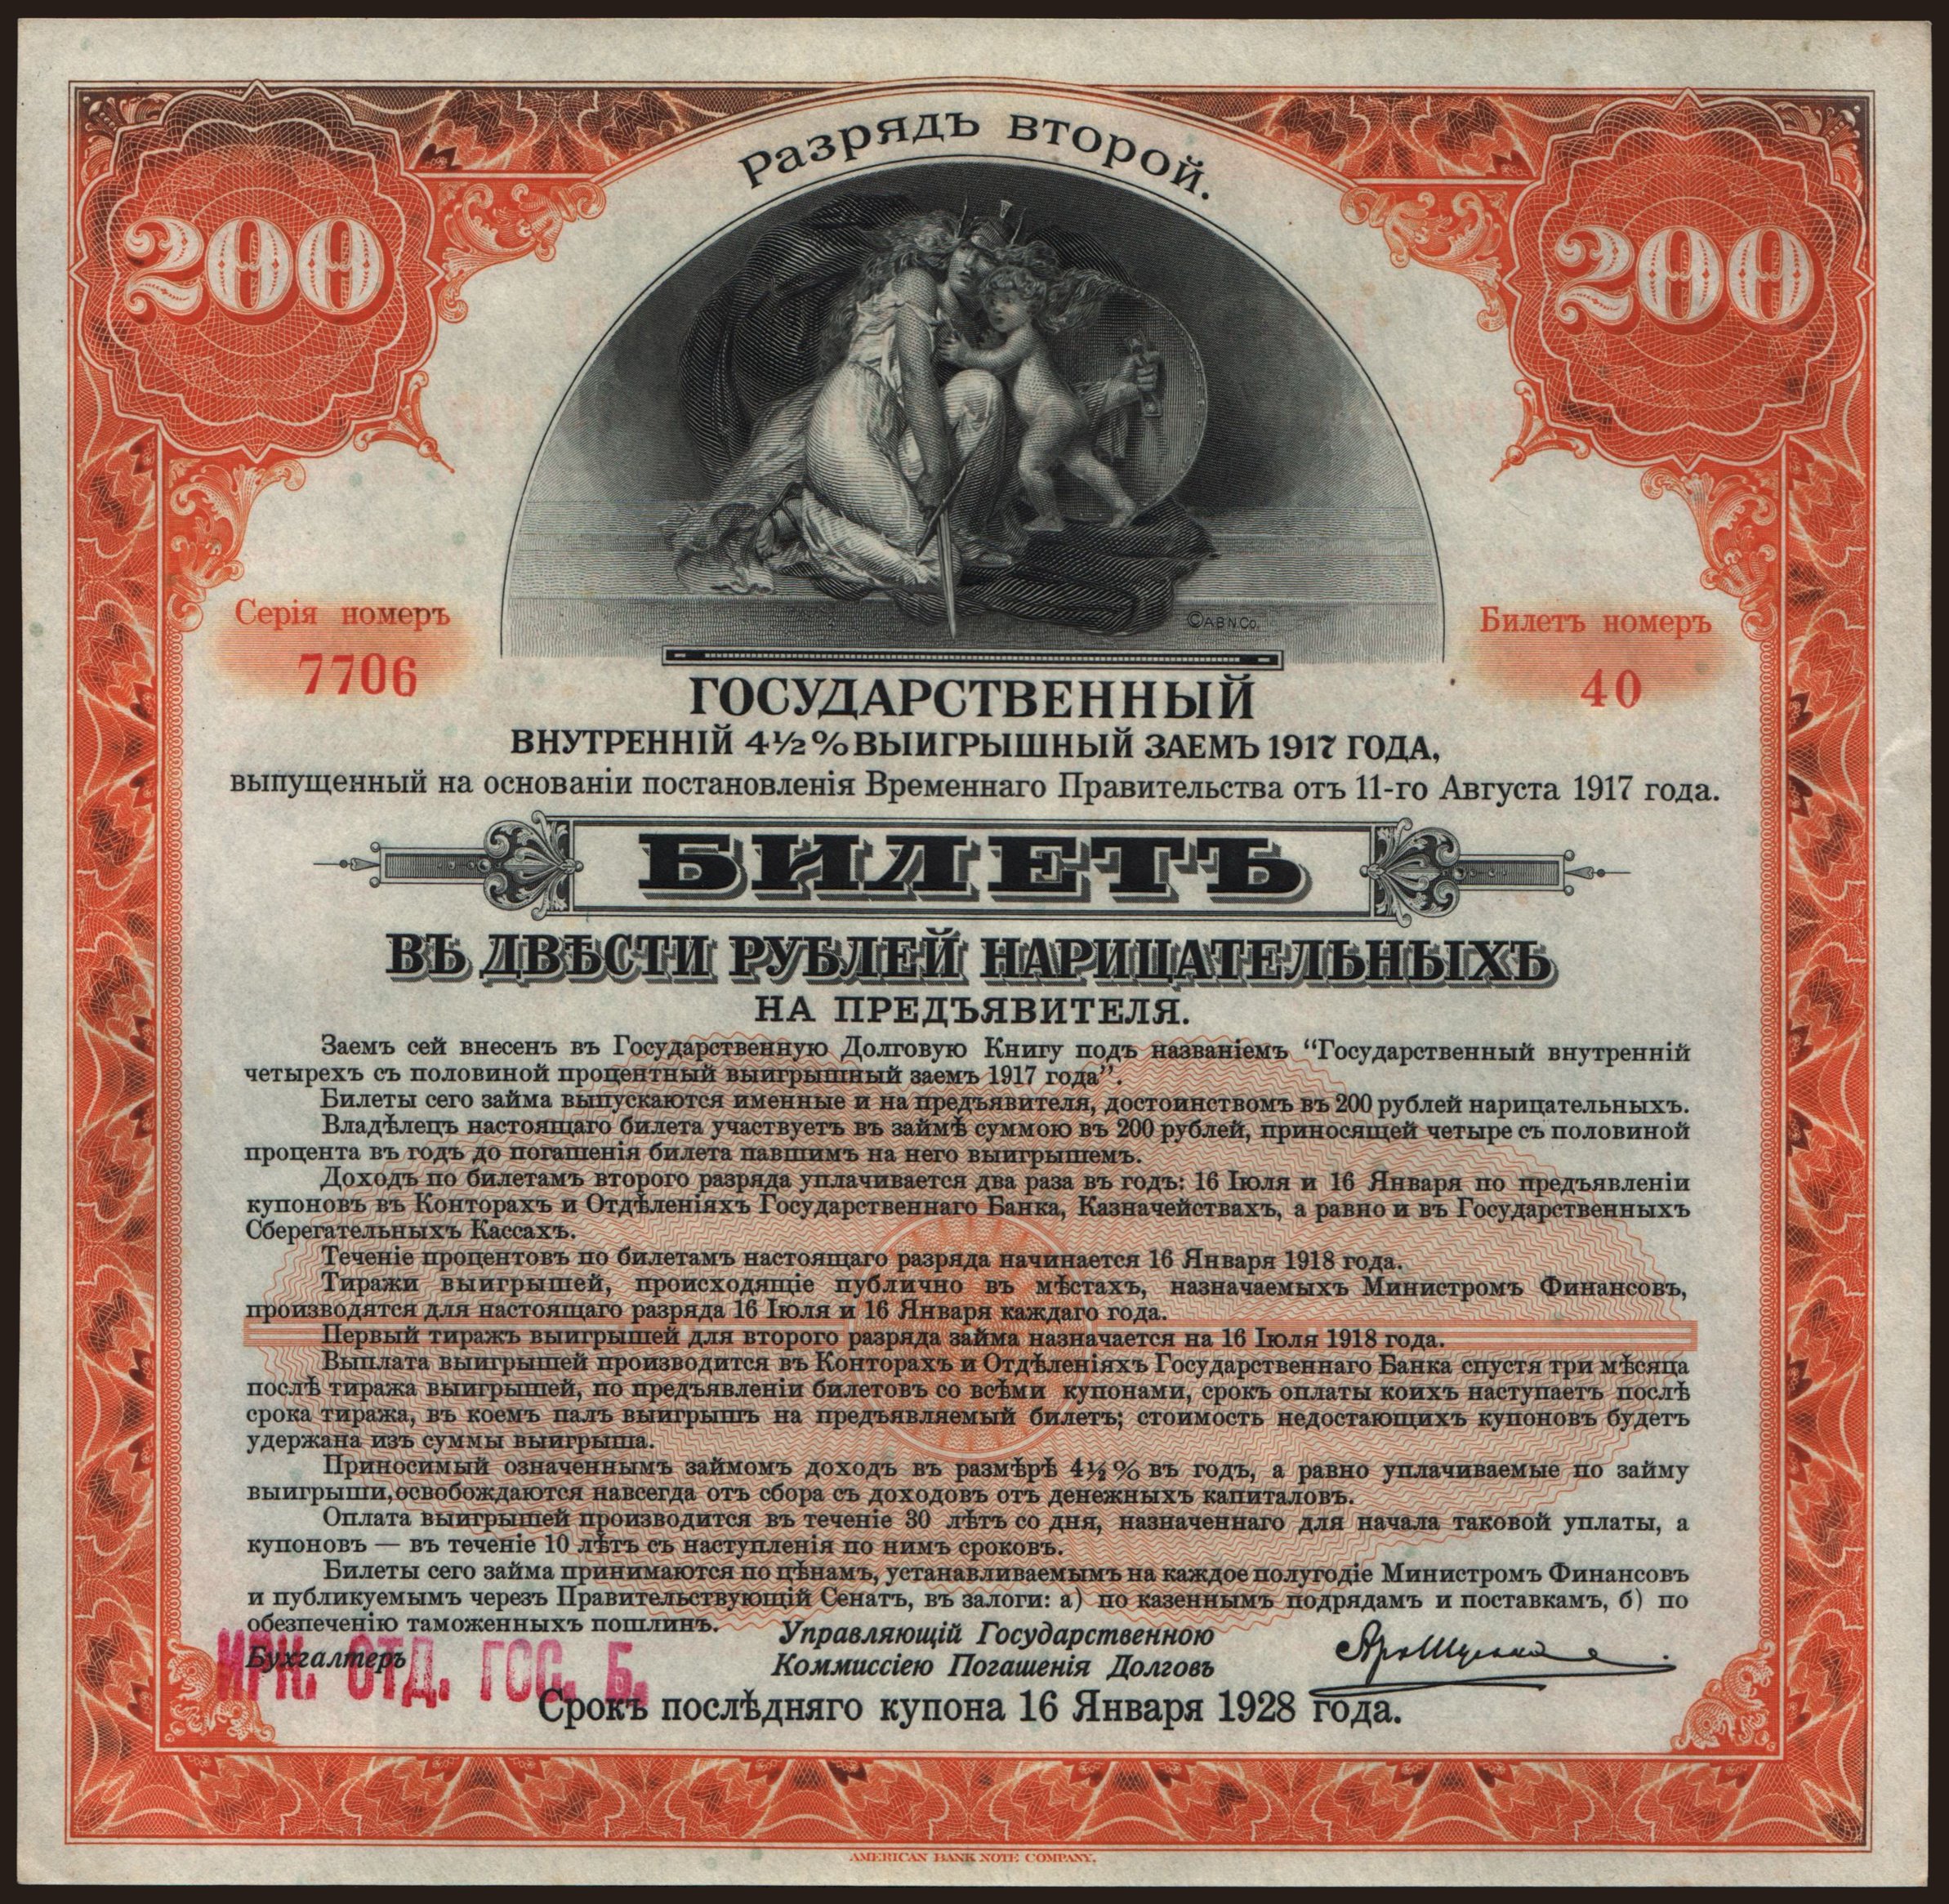 Разрядъ второй.
200
200
©A.B.N.Co.
Серія номеръ
7706
Билетъ номеръ
40
ГОСУДАРСТВЕННЫЙ
ВНУТРЕННІЙ 4½% ВЫИГРЫШНЫЙ ЗАЕМЪ 1917 ГОДА,
выпущенный на основаніи постановленія Временнаго Правительства отъ 11-го Августа 1917 года.
БИЛЕТЪ
ВЪ ДВѢСТИ РУБЛЕЙ НАРИЦАТЕЛЬНЫХЪ
НА ПРЕДЪЯВИТЕЛЯ.
Заемъ сей внесенъ въ Государственную Долговую Книгу подъ названіемъ “Государственный внутренній
четырехъ съ половиной процентный выигрышный заемъ 1917 года”.
Билеты сего займа выпускаются именные и на предъявителя, достоинствомъ въ 200 рублей нарицательныхъ.
Владѣлецъ настоящаго билета участвуетъ въ займѣ суммою въ 200 рублей, приносящей четыре съ половиной
процента въ годъ до погашенія билета павшимъ на него выигрышемъ.
Доходъ по билетамъ второго разряда уплачивается два раза въ годъ: 16 Іюля и 16 Января по предъявленіи
купоновъ въ Конторахъ и Отдѣленіяхъ Государственнаго Банка, Казначействахъ, а равно и въ Государственныхъ
Сберегательныхъ Кассахъ.
Теченіе процентовъ по билетамъ настоящаго разряда начинается 16 Января 1918 года.
Тиражи выигрышей, происходящіе публично въ мѣстахъ, назначаемыхъ Министромъ Финансовъ,
производятся для настоящаго разряда 16 Іюля и 16 Января каждаго года.
Первый тиражъ выигрышей для второго разряда займа назначается на 16 Іюля 1918 года.
Выплата выигрышей производится въ Конторахъ и Отдѣленіяхъ Государственнаго Банка спустя три мѣсяца
послѣ тиража выигрышей, по предъявленіи билетовъ со всѣми купонами, срокъ оплаты коихъ наступаетъ послѣ
срока тиража, въ коемъ палъ выигрышъ на предъявляемый билетъ; стоимость недостающихъ купоновъ будетъ
удержана изъ суммы выигрыша.
Приносимый означеннымъ займомъ доходъ въ размѣрѣ 4½% въ годъ, а равно уплачиваемые по займу
выигрыши, освобождаются навсегда отъ сбора съ доходовъ отъ денежныхъ капиталовъ.
Оплата выигрышей производится въ теченіе 30 лѣтъ со дня, назначеннаго для начала таковой уплаты, а
купоновъ — въ теченіе 10 лѣтъ съ наступленія по нимъ сроковъ.
Билеты сего займа принимаются по цѣнамъ, устанавливаемымъ на каждое полугодіе Министромъ Финансовъ
и публикуемымъ черезъ Правительствующій Сенатъ, въ залоги: а) по казеннымъ подрядамъ и поставкамъ, б) по
обезпеченію таможенныхъ пошлинъ.
Бухгалтеръ
ИРК. ОТД. ГОС. Б.
Управляющій Государственною
Коммиссіею Погашенія Долговъ
Срокъ послѣдняго купона 16 Января 1928 года.
AMERICAN BANK NOTE COMPANY.